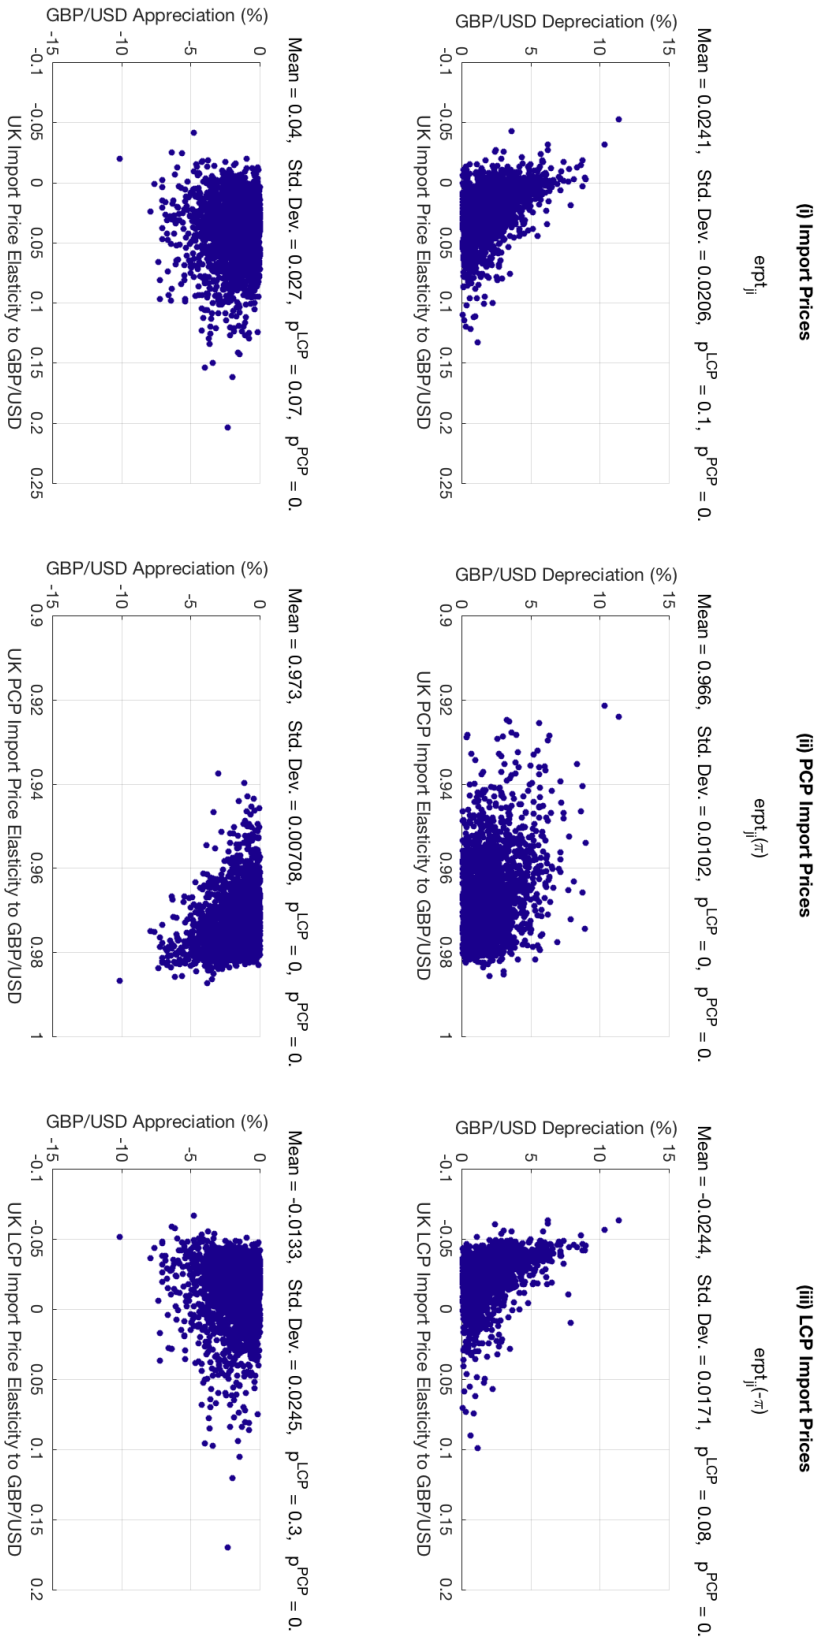 (i) Import Prices
erpt_ji
Mean = 0.0241,   Std. Dev. = 0.0206,   p^LCP = 0.1,   p^PCP = 0.
GBP/USD Depreciation (%)
15
10
5
0
-0.1 -0.05 0 0.05 0.1 0.15 0.2 0.25
UK Import Price Elasticity to GBP/USD
(ii) PCP Import Prices
erpt_ji(π)
Mean = 0.966,   Std. Dev. = 0.0102,   p^LCP = 0,   p^PCP = 0.
GBP/USD Depreciation (%)
15
10
5
0
0.9 0.92 0.94 0.96 0.98 1
UK PCP Import Elasticity to GBP/USD
(iii) LCP Import Prices
erpt_ji(-π)
Mean = -0.0244,   Std. Dev. = 0.0171,   p^LCP = 0.08,   p^PCP = 0.
GBP/USD Depreciation (%)
15
10
5
0
-0.1 -0.05 0 0.05 0.1 0.15 0.2
UK LCP Import Price Elasticity to GBP/USD
Mean = 0.04,   Std. Dev. = 0.027,   p^LCP = 0.07,   p^PCP = 0.
GBP/USD Appreciation (%)
0
-5
-10
-15
-0.1 -0.05 0 0.05 0.1 0.15 0.2 0.25
UK Import Price Elasticity to GBP/USD
Mean = 0.973,   Std. Dev. = 0.00708,   p^LCP = 0,   p^PCP = 0.
GBP/USD Appreciation (%)
0
-5
-10
-15
0.9 0.92 0.94 0.96 0.98 1
UK PCP Import Price Elasticity to GBP/USD
Mean = -0.0133,   Std. Dev. = 0.0245,   p^LCP = 0.3,   p^PCP = 0.
GBP/USD Appreciation (%)
0
-5
-10
-15
-0.1 -0.05 0 0.05 0.1 0.15 0.2
UK LCP Import Price Elasticity to GBP/USD